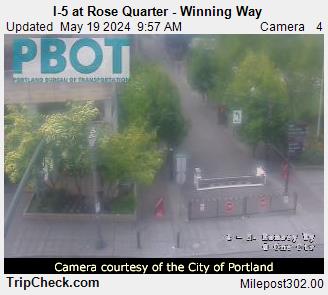 I-5 at Rose Quarter - Winning Way
Updated May 19 2024 9:57 AM Camera 4
PBOT
PORTLAND BUREAU OF TRANSPORTATION
Camera courtesy of the City of Portland
TripCheck.com Milepost302.00